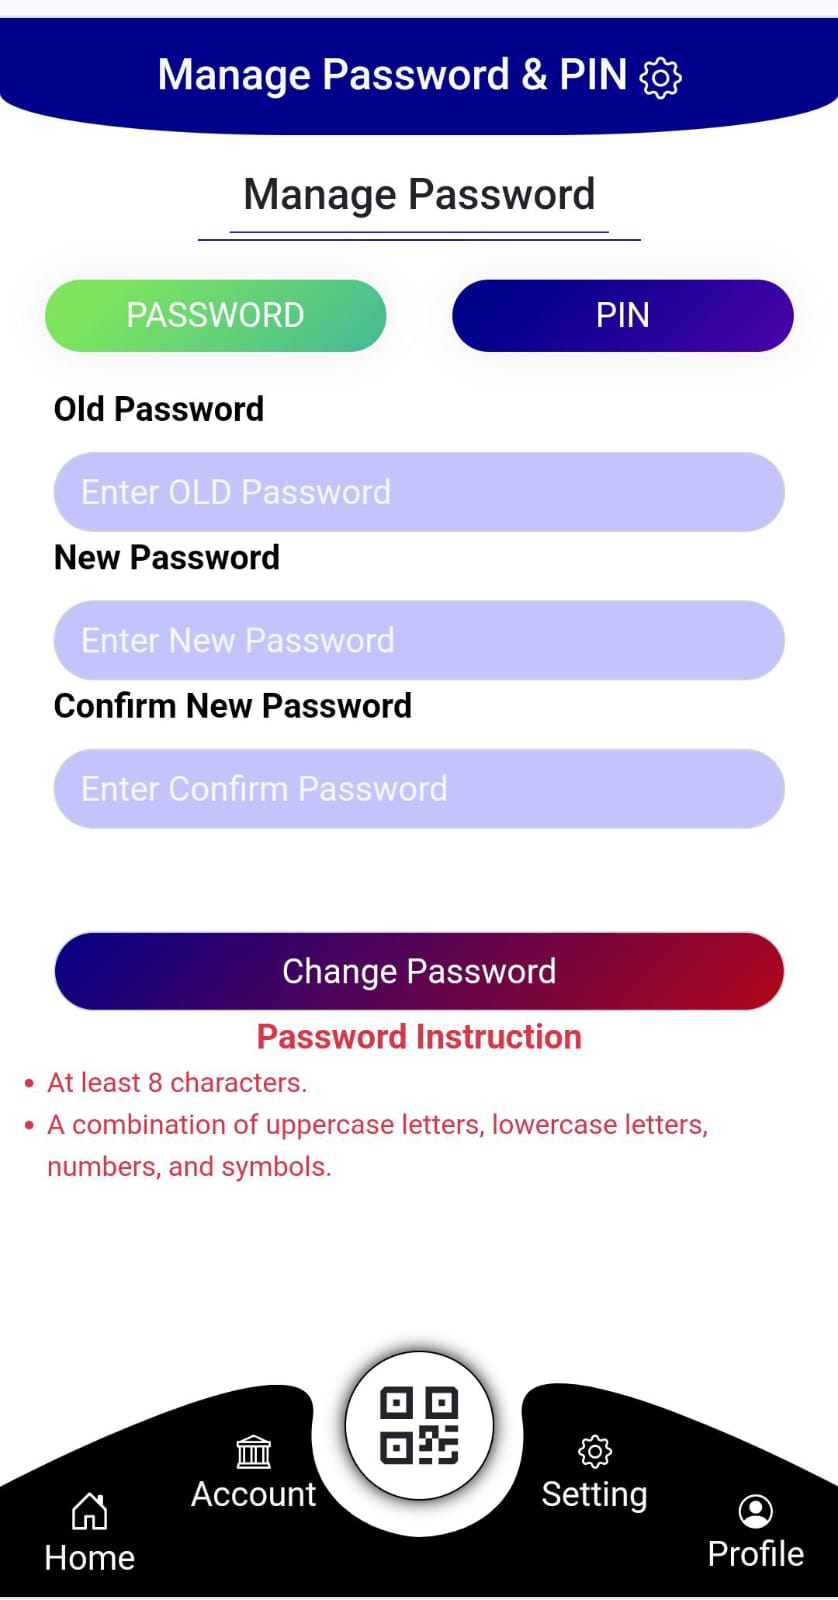 Manage Password & PIN
Manage Password
PASSWORD
PIN
Old Password
Enter OLD Password
New Password
Enter New Password
Confirm New Password
Enter Confirm Password
Change Password
Password Instruction
• At least 8 characters.
• A combination of uppercase letters, lowercase letters,
numbers, and symbols.
Account
Setting
Home
Profile